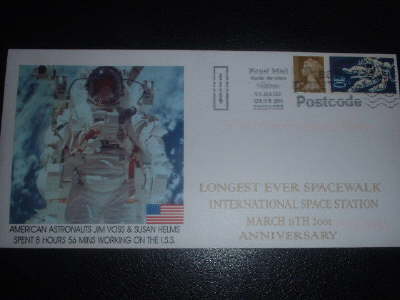 Royal Mail
Postcode
AMERICAN ASTRONAUTS JIM VOSS & SUSAN HELMS
SPENT 8 HOURS 56 MINS WORKING ON THE I.S.S.
LONGEST EVER SPACEWALK
INTERNATIONAL SPACE STATION
MARCH 11TH 2001
ANNIVERSARY